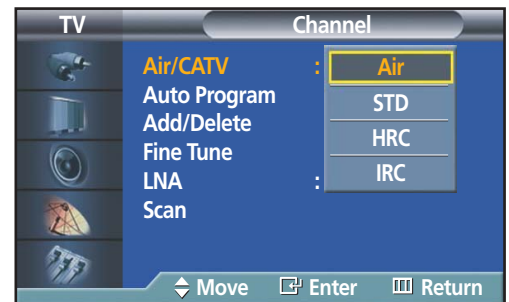 TV Channel
Air/CATV : Air
Auto Program STD
Add/Delete HRC
Fine Tune IRC
LNA :
Scan
Move Enter Return